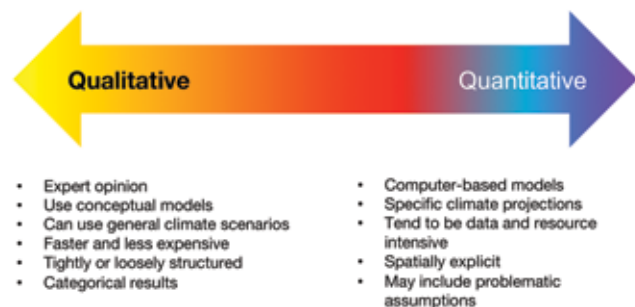 Qualitative
Quantitative
• Expert opinion
• Use conceptual models
• Can use general climate scenarios
• Faster and less expensive
• Tightly or loosely structured
• Categorical results
• Computer-based models
• Specific climate projections
• Tend to be data and resource
intensive
• Spatially explicit
• May include problematic
assumptions